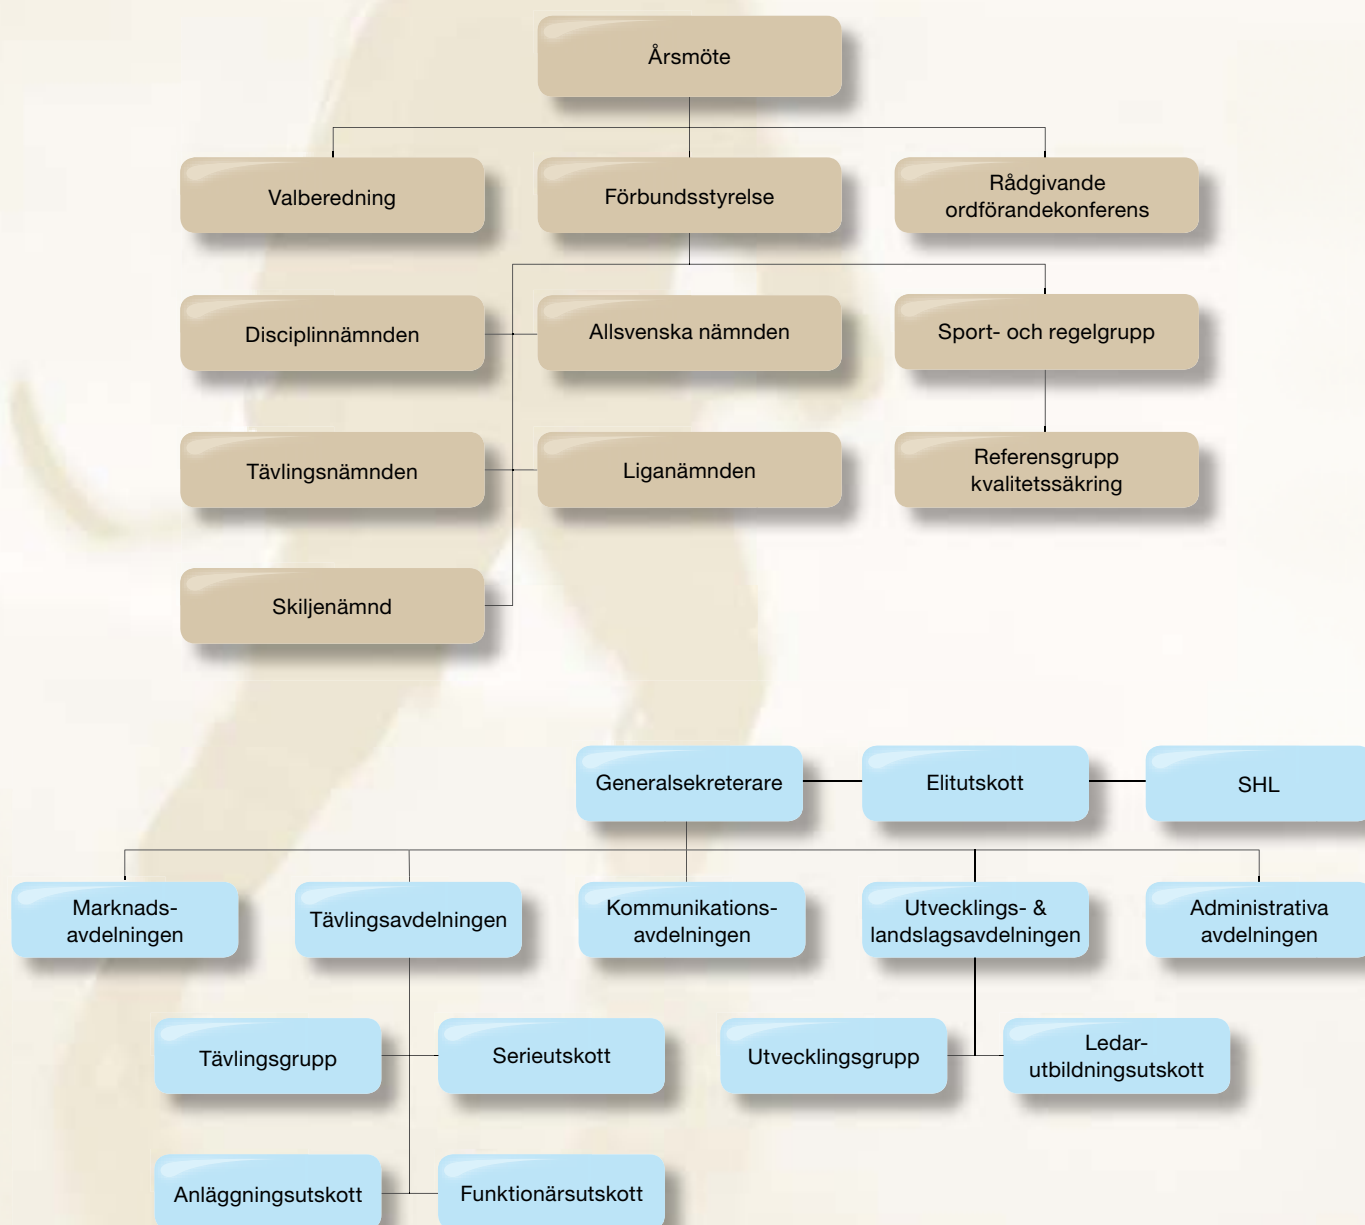 Årsmöte
Valberedning
Förbundsstyrelse
Rådgivande
ordförandekonferens
Disciplinnämnden
Allsvenska nämnden
Sport- och regelgrupp
Tävlingsnämnden
Liganämnden
Referensgrupp
kvalitetssäkring
Skiljenämnd
Generalsekreterare
Elitutskott
SHL
Marknads-
avdelningen
Tävlingsavdelningen
Kommunikations-
avdelningen
Utvecklings- &
landslagsavdelningen
Administrativa
avdelningen
Tävlingsgrupp
Serieutskott
Utvecklingsgrupp
Ledar-
utbildningsutskott
Anläggningsutskott
Funktionärsutskott